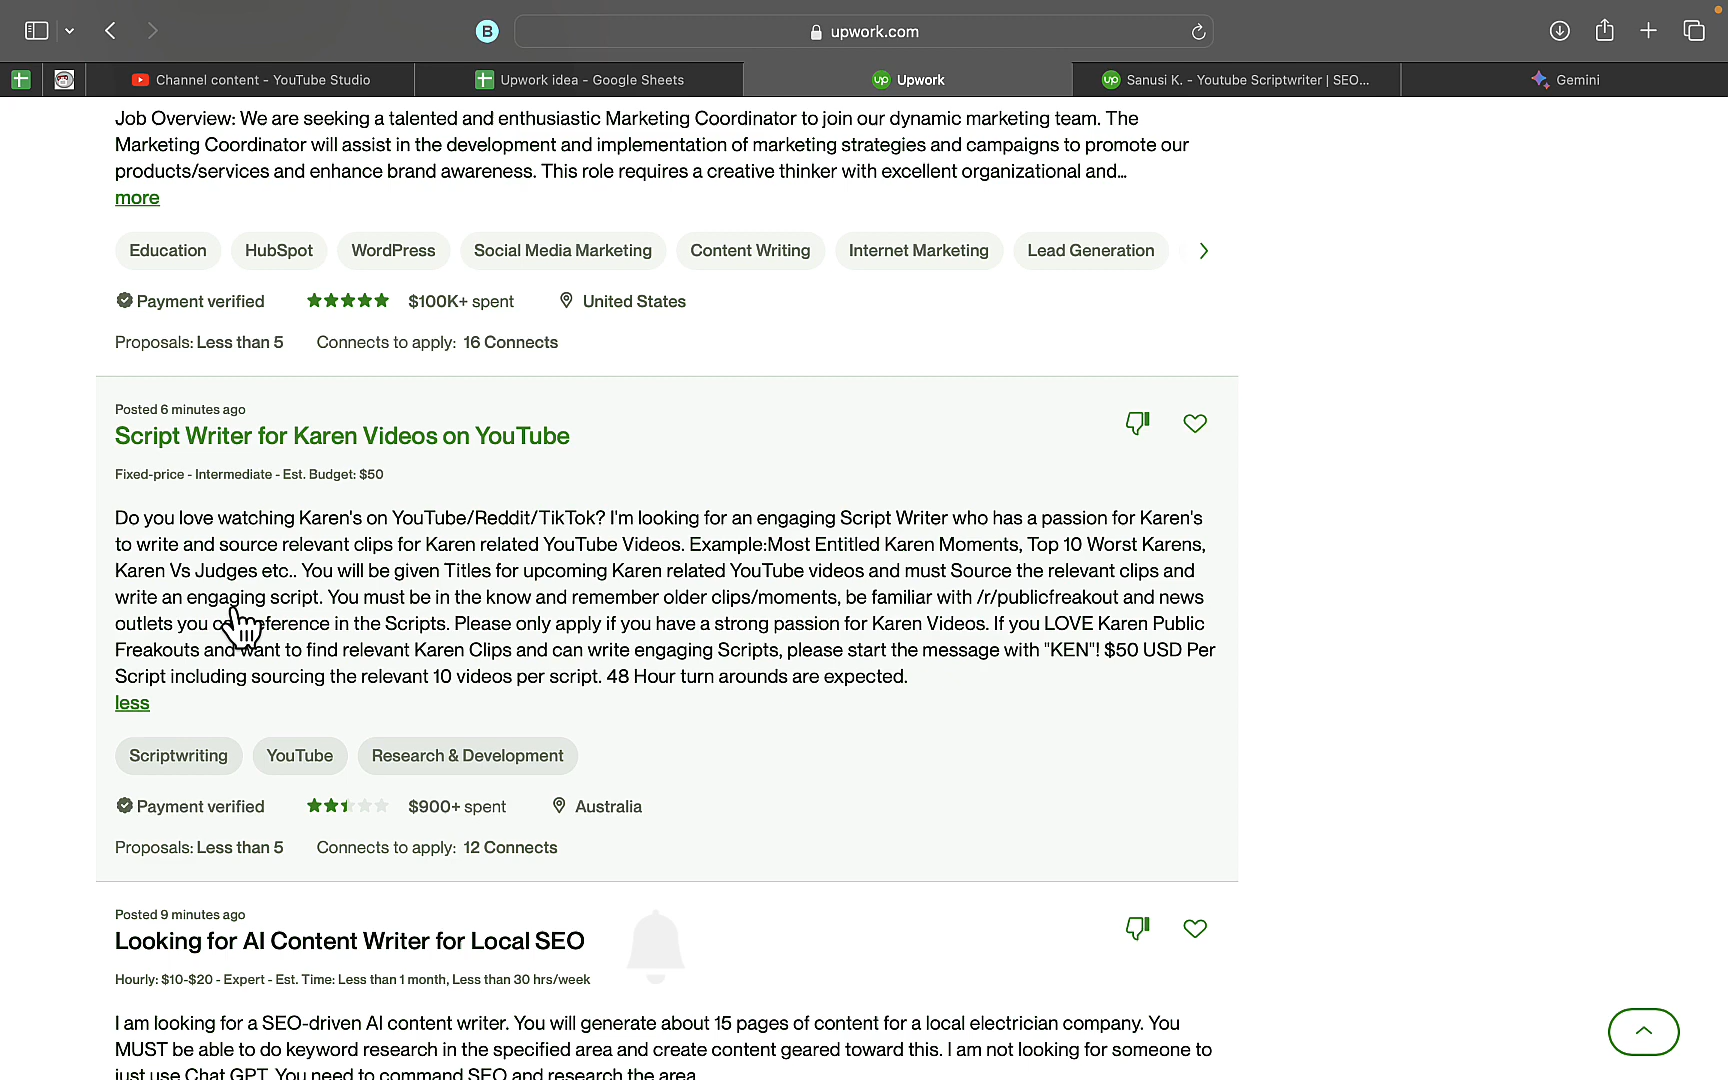 B
upwork.com
Channel content - YouTube Studio
Upwork idea - Google Sheets
up Upwork
up Sanusi K. - Youtube Scriptwriter | SEO...
Gemini
Job Overview: We are seeking a talented and enthusiastic Marketing Coordinator to join our dynamic marketing team. The
Marketing Coordinator will assist in the development and implementation of marketing strategies and campaigns to promote our
products/services and enhance brand awareness. This role requires a creative thinker with excellent organizational and...
more
Education HubSpot WordPress Social Media Marketing Content Writing Internet Marketing Lead Generation
Payment verified $100K+ spent United States
Proposals: Less than 5 Connects to apply: 16 Connects
Posted 6 minutes ago
Script Writer for Karen Videos on YouTube
Fixed-price - Intermediate - Est. Budget: $50
Do you love watching Karen's on YouTube/Reddit/TikTok? I'm looking for an engaging Script Writer who has a passion for Karen's
to write and source relevant clips for Karen related YouTube Videos. Example:Most Entitled Karen Moments, Top 10 Worst Karens,
Karen Vs Judges etc.. You will be given Titles for upcoming Karen related YouTube videos and must Source the relevant clips and
write an engaging script. You must be in the know and remember older clips/moments, be familiar with /r/publicfreakout and news
outlets you in the Scripts. Please only apply if you have a strong passion for Karen Videos. If you LOVE Karen Public
Freakouts and want to find relevant Karen Clips and can write engaging Scripts, please start the message with "KEN"! $50 USD Per
Script including sourcing the relevant 10 videos per script. 48 Hour turn arounds are expected.
less
Scriptwriting YouTube Research & Development
Payment verified $900+ spent Australia
Proposals: Less than 5 Connects to apply: 12 Connects
Posted 9 minutes ago
Looking for AI Content Writer for Local SEO
Hourly: $10-$20 - Expert - Est. Time: Less than 1 month, Less than 30 hrs/week
I am looking for a SEO-driven AI content writer. You will generate about 15 pages of content for a local electrician company. You
MUST be able to do keyword research in the specified area and create content geared toward this. I am not looking for someone to
just use Chat GPT. You need to command SEO and research the area